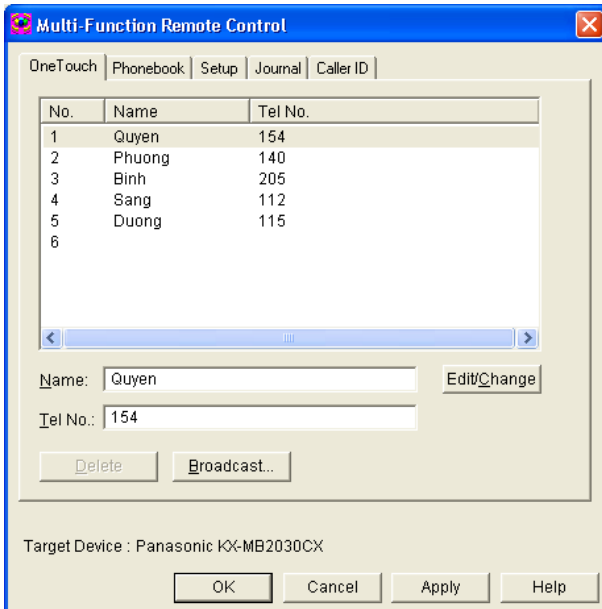 Multi-Function Remote Control
OneTouch Phonebook Setup Journal Caller ID
No. Name Tel No.
1 Quyen 154
2 Phuong 140
3 Binh 205
4 Sang 112
5 Duong 115
6
Name: Quyen Edit/Change
Tel No.: 154
Delete Broadcast...
Target Device : Panasonic KX-MB2030CX
OK Cancel Apply Help